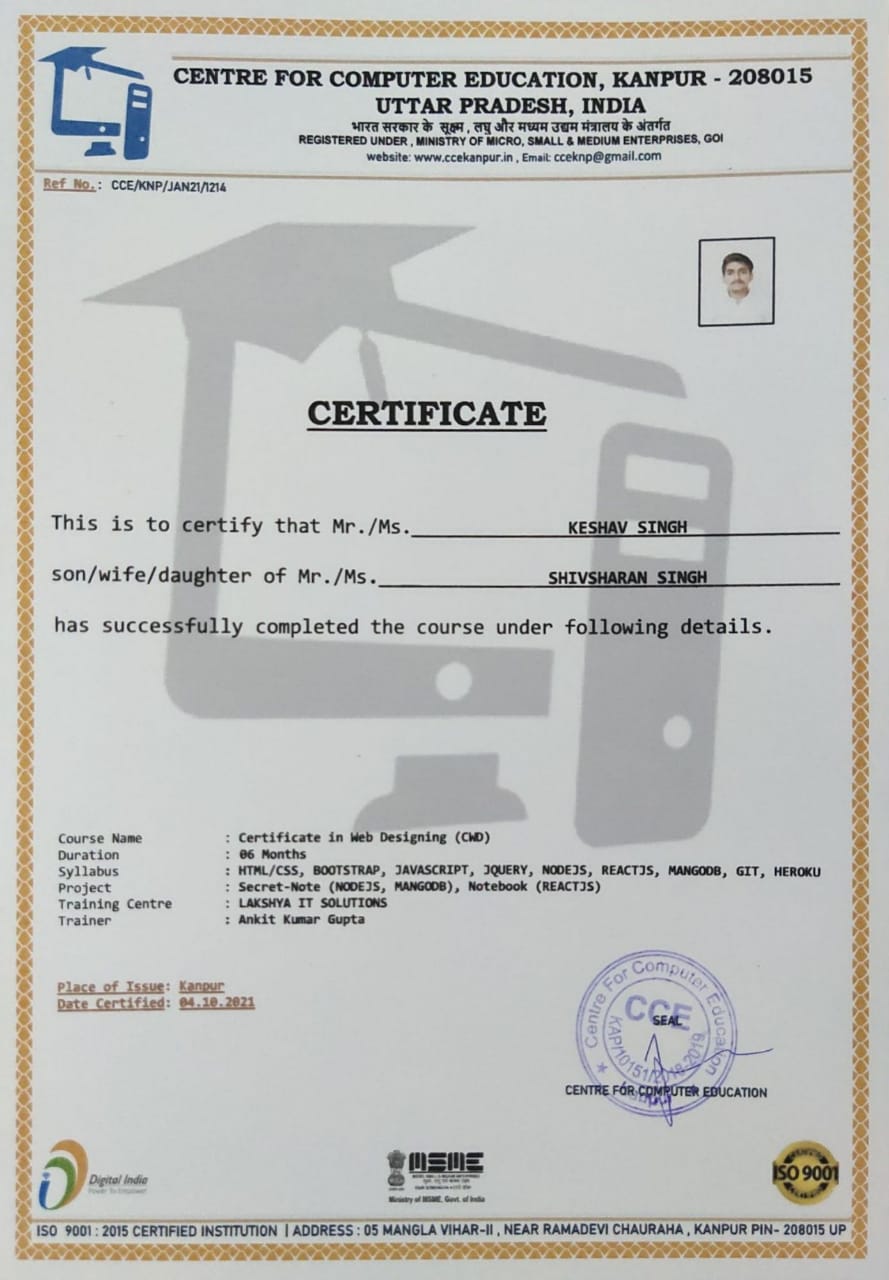 CENTRE FOR COMPUTER EDUCATION, KANPUR - 208015
UTTAR PRADESH, INDIA
भारत सरकार के सूक्ष्म , लघु और मध्यम उद्यम मंत्रालय के अंतर्गत
REGISTERED UNDER , MINISTRY OF MICRO, SMALL & MEDIUM ENTERPRISES, GOI
website: www.ccekanpur.in , Email: cceknp@gmail.com
Ref No.: CCE/KNP/JAN21/1214
CERTIFICATE
This is to certify that Mr./Ms. KESHAV SINGH
son/wife/daughter of Mr./Ms. SHIVSHARAN SINGH
has successfully completed the course under following details.
Course Name : Certificate in Web Designing (CWD)
Duration : 06 Months
Syllabus : HTML/CSS, BOOTSTRAP, JAVASCRIPT, JQUERY, NODEJS, REACTJS, MANGODB, GIT, HEROKU
Project : Secret-Note (NODEJS, MANGODB), Notebook (REACTJS)
Training Centre : LAKSHYA IT SOLUTIONS
Trainer : Ankit Kumar Gupta
Place of Issue: Kanpur
Date Certified: 04.10.2021
Centre For Computer Education
CCE
SEAL
KAP/10151/2018-2019
CENTRE FOR COMPUTER EDUCATION
Digital India
Power To Empower
MSME
Ministry of MSME, Govt. of India
ISO 9001
ISO 9001 : 2015 CERTIFIED INSTITUTION | ADDRESS : 05 MANGLA VIHAR-II , NEAR RAMADEVI CHAURAHA , KANPUR PIN- 208015 UP